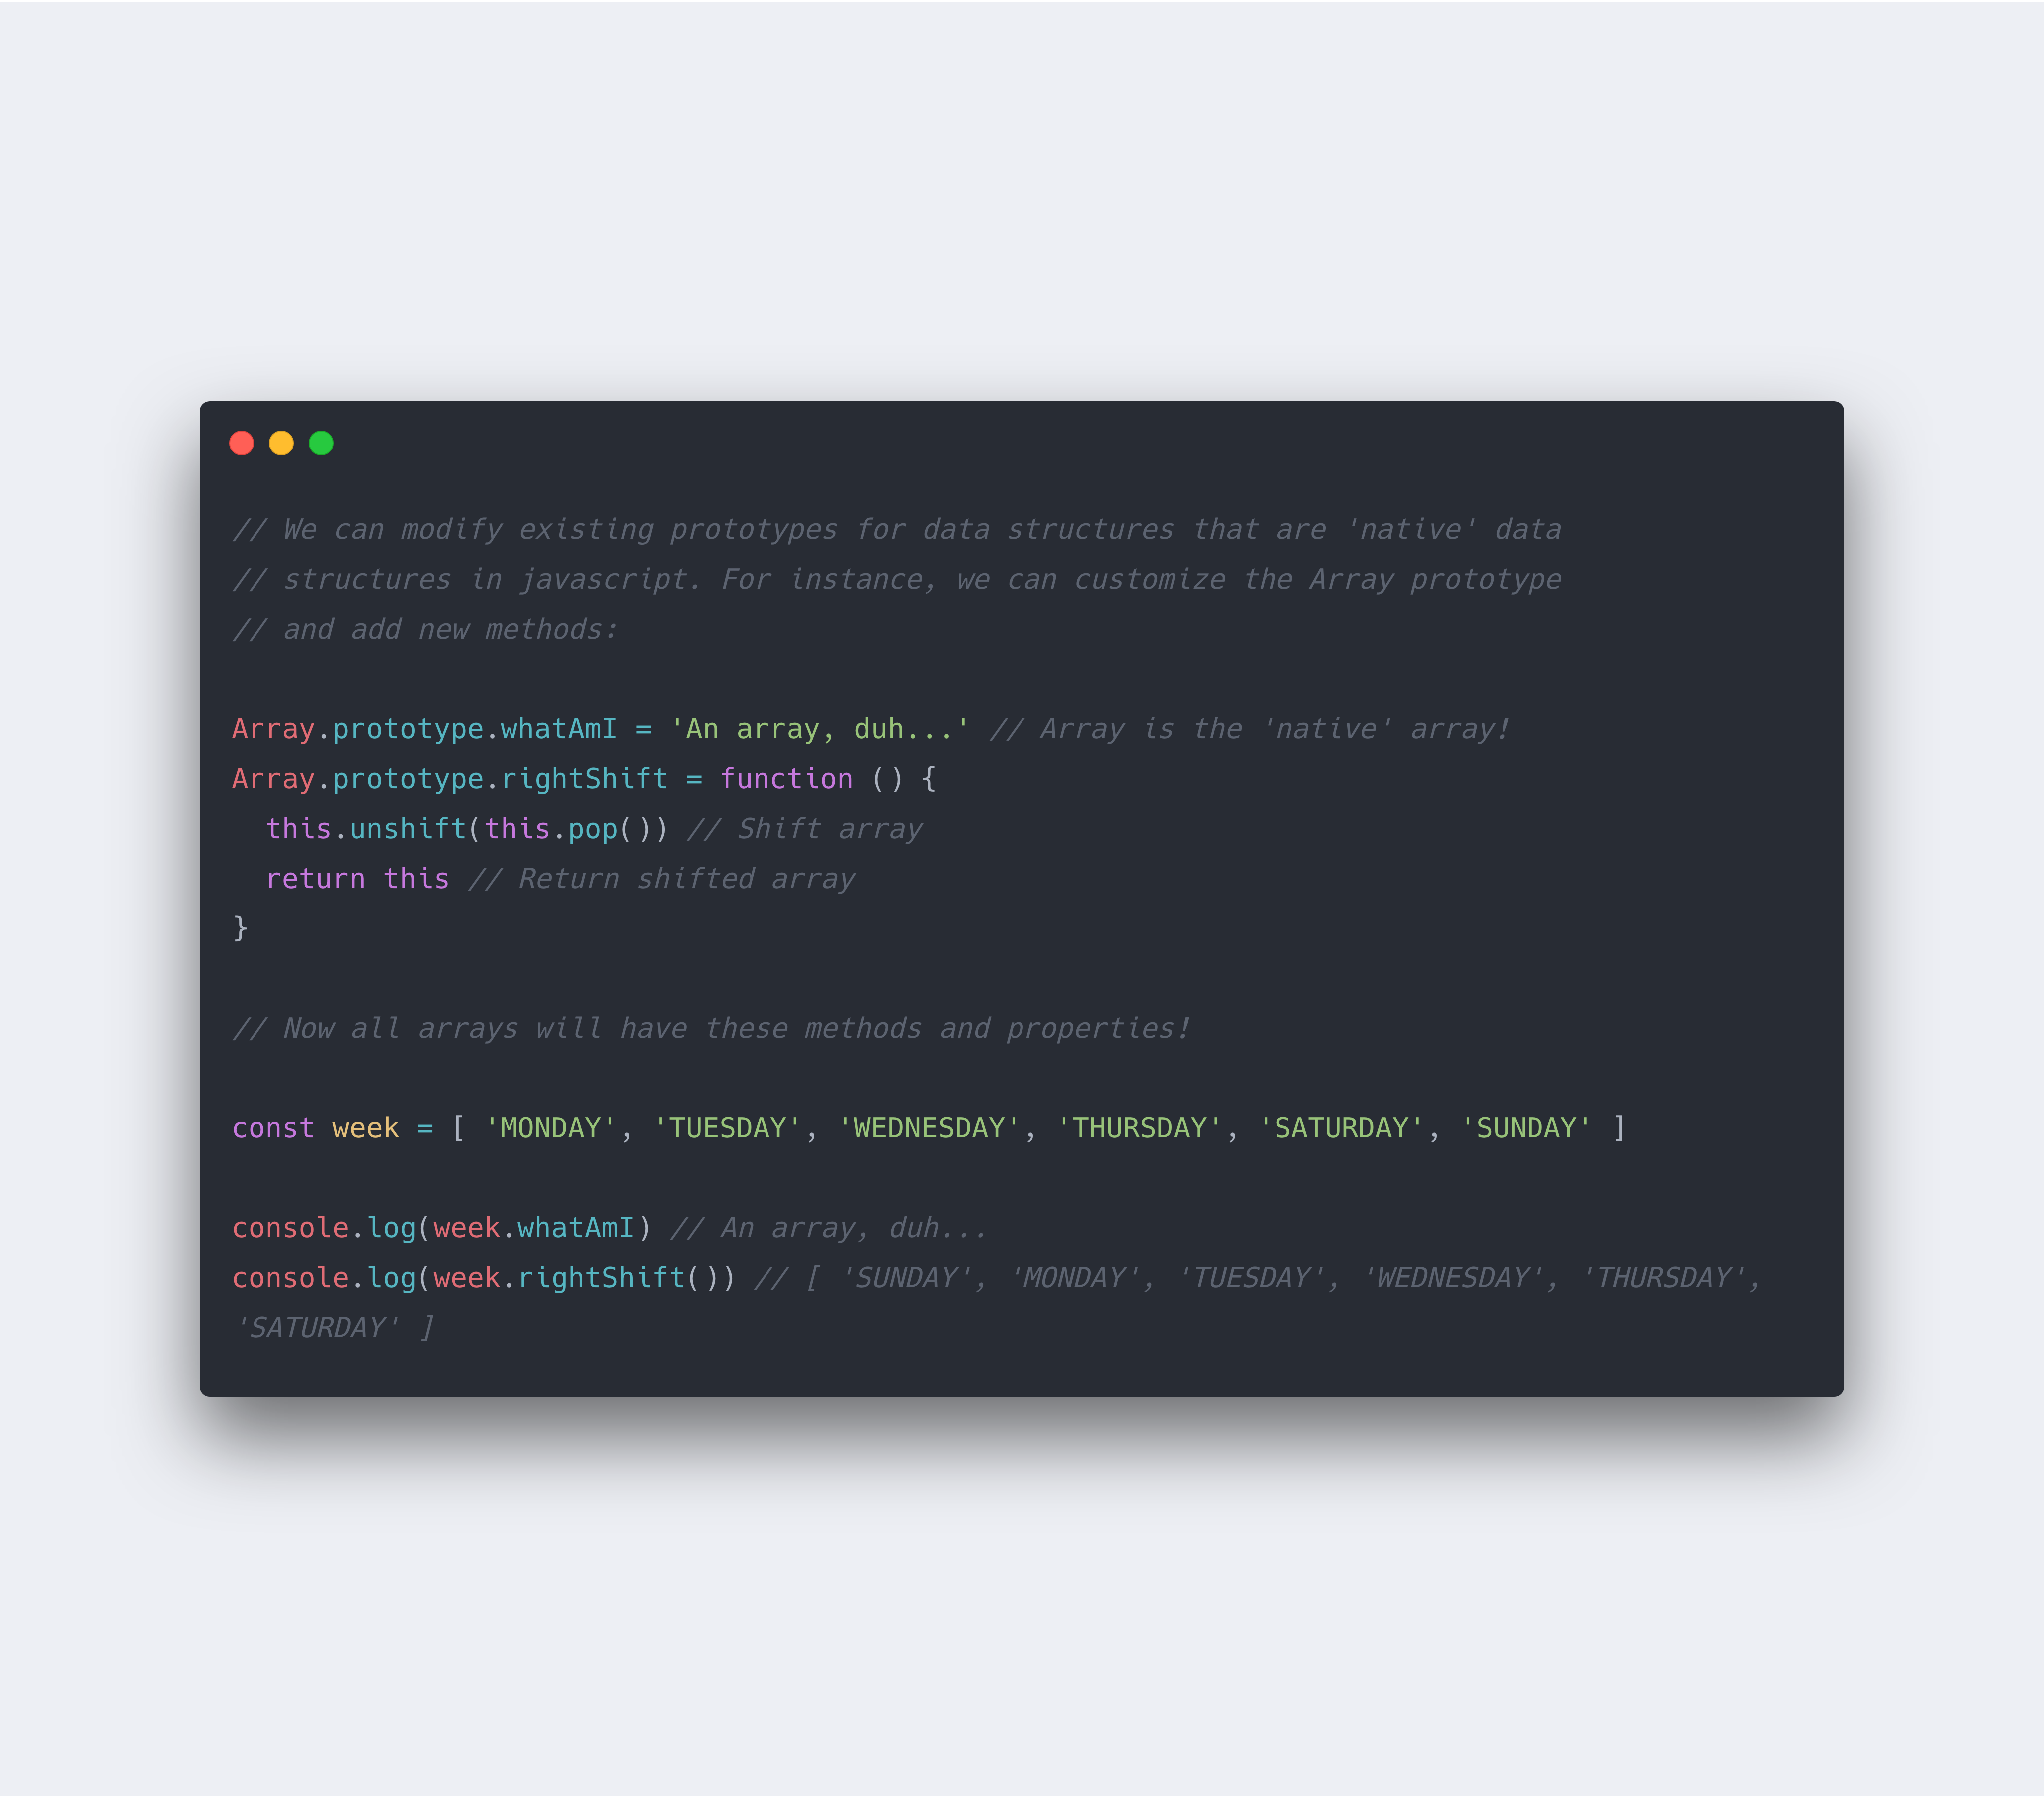 // We can modify existing prototypes for data structures that are 'native' data
// structures in javascript. For instance, we can customize the Array prototype
// and add new methods:
Array.prototype.whatAmI = 'An array, duh...' // Array is the 'native' array!
Array.prototype.rightShift = function () {
  this.unshift(this.pop()) // Shift array
  return this // Return shifted array
}
// Now all arrays will have these methods and properties!
const week = [ 'MONDAY', 'TUESDAY', 'WEDNESDAY', 'THURSDAY', 'SATURDAY', 'SUNDAY' ]
console.log(week.whatAmI) // An array, duh...
console.log(week.rightShift()) // [ 'SUNDAY', 'MONDAY', 'TUESDAY', 'WEDNESDAY', 'THURSDAY',
'SATURDAY' ]